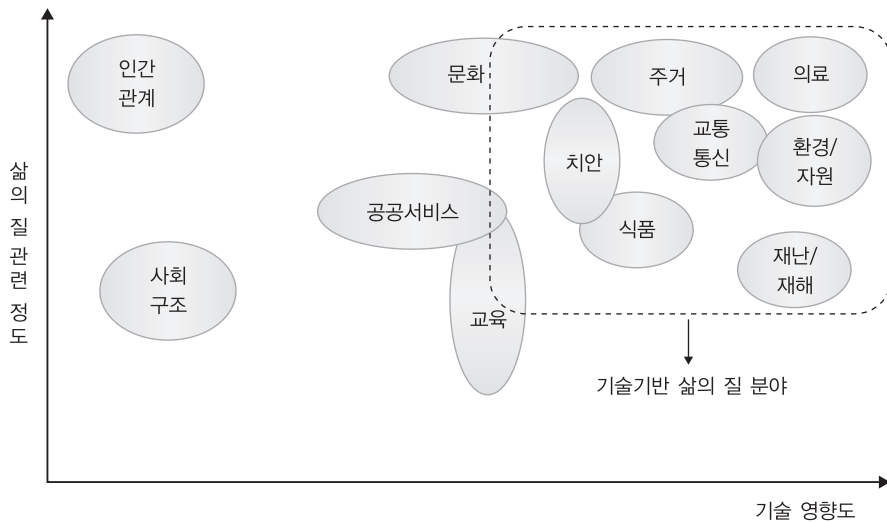 인간
관계
문화
주거
의료
교통
통신
환경/
자원
치안
공공서비스
식품
사회
구조
재난/
재해
교육
기술기반 삶의 질 분야
삶의 질 관련 정도
기술 영향도